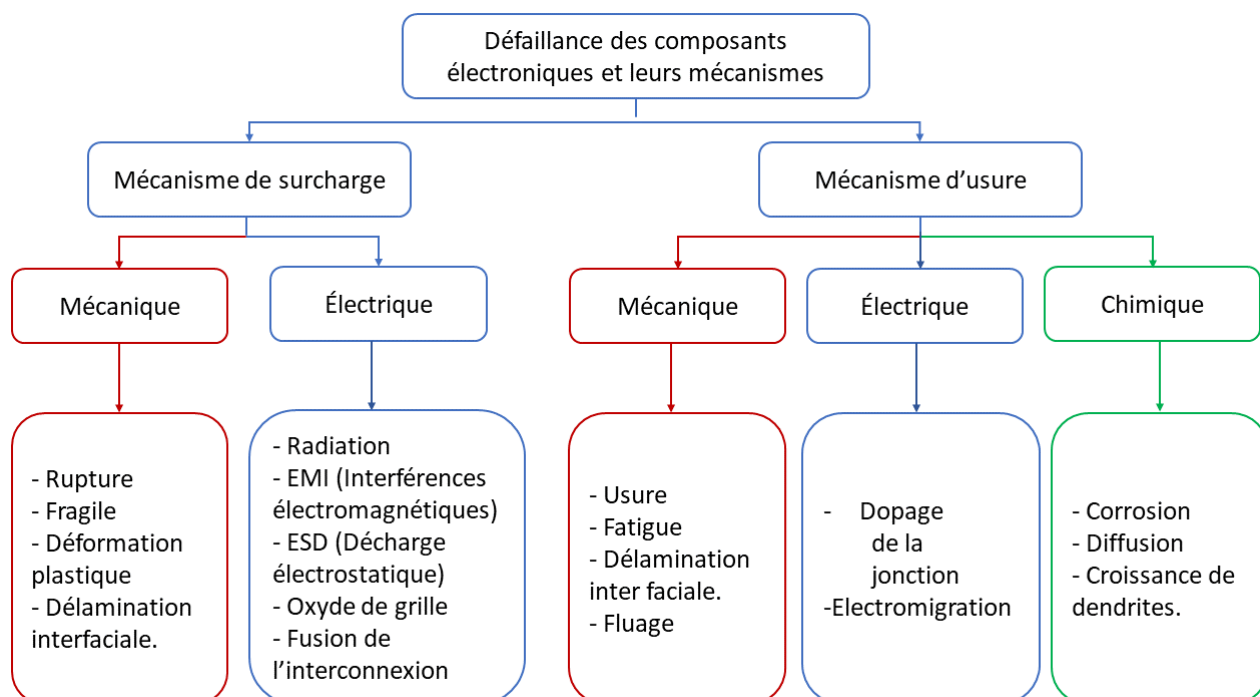 Défaillance des composants
électroniques et leurs mécanismes
Mécanisme de surcharge
Mécanisme d’usure
Mécanique
Électrique
Mécanique
Électrique
Chimique
- Rupture
- Fragile
- Déformation
plastique
- Délamination
interfaciale.
- Radiation
- EMI (Interférences
électromagnétiques)
- ESD (Décharge
électrostatique)
- Oxyde de grille
- Fusion de
l’interconnexion
- Usure
- Fatigue
- Délamination
inter faciale.
- Fluage
- Dopage
de la
jonction
-Electromigration
- Corrosion
- Diffusion
- Croissance de
dendrites.